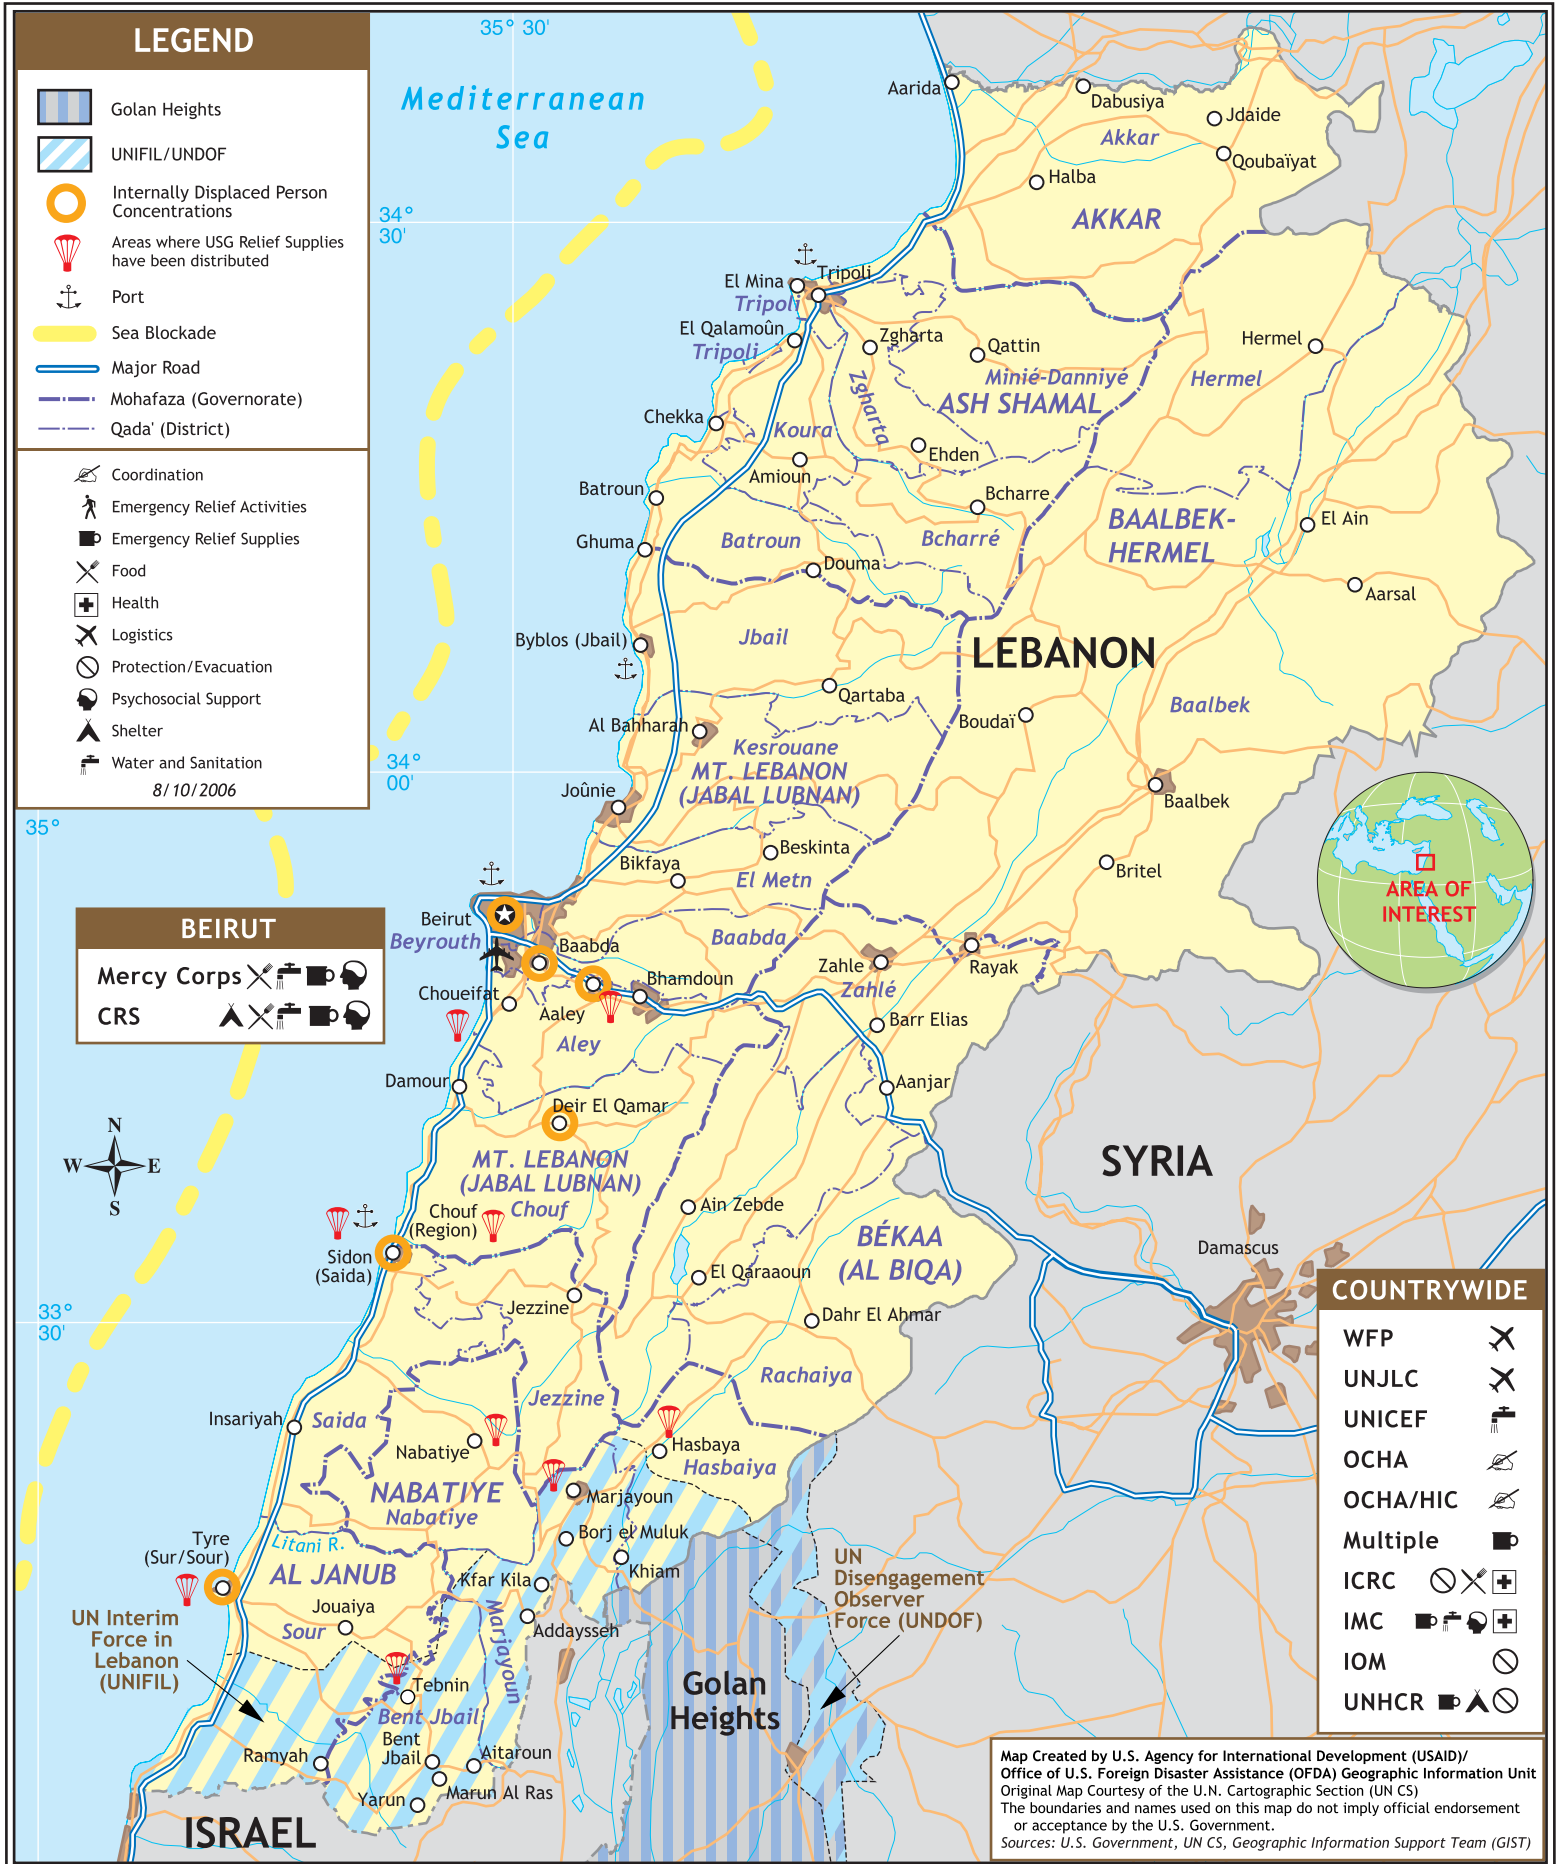 LEGEND
Golan Heights
UNIFIL/UNDOF
Internally Displaced Person
Concentrations
Areas where USG Relief Supplies
have been distributed
Port
Sea Blockade
Major Road
Mohafaza (Governorate)
Qada' (District)
Coordination
Emergency Relief Activities
Emergency Relief Supplies
Food
Health
Logistics
Protection/Evacuation
Psychosocial Support
Shelter
Water and Sanitation
8/10/2006
35° 30'
Mediterranean
Sea
34°
30'
34°
00'
35°
33°
30'
Aarida
Dabusiya
Jdaide
Akkar
Qoubaïyat
Halba
AKKAR
El Mina
Tripoli
Tripoli
El Qalamoûn
Tripoli
Zgharta
Qattin
Hermel
Minié-Danniyé
Hermel
Zgharta
ASH SHAMAL
Chekka
Koura
Ehden
Amioun
Batroun
Bcharre
BAALBEK-
HERMEL
El Ain
Ghuma
Batroun
Bcharré
Douma
Aarsal
Byblos (Jbail)
Jbail
LEBANON
Qartaba
Boudaï
Baalbek
Al Bahharah
Kesrouane
MT. LEBANON
(JABAL LUBNAN)
Joûnie
Baalbek
Beskinta
Bikfaya
El Metn
Britel
AREA OF
INTEREST
Beirut
Beyrouth
Baabda
Baabda
Zahle
Rayak
Bhamdoun
Zahlé
Choueifat
Aaley
Barr Elias
Aley
Damour
Aanjar
Deir El Qamar
BEIRUT
Mercy Corps
CRS
N
W
E
S
MT. LEBANON
(JABAL LUBNAN)
Chouf
Chouf
(Region)
Ain Zebde
SYRIA
Sidon
(Saida)
BÉKAA
(AL BIQA)
Damascus
El Qaraaoun
Jezzine
Dahr El Ahmar
Rachaiya
Jezzine
Insariyah
Saida
Nabatiye
Hasbaya
Hasbaiya
NABATIYE
Nabatiye
Marjayoun
Tyre
(Sur/Sour)
Litani R.
Borj el Muluk
AL JANUB
Kfar Kila
Khiam
Jouaiya
Sour
Marjayoun
Addaysseh
UN Interim
Force in
Lebanon
(UNIFIL)
UN
Disengagement
Observer
Force (UNDOF)
Tebnin
Bent Jbail
Golan
Heights
Ramyah
Bent
Jbail
Aitaroun
Marun Al Ras
Yarun
ISRAEL
COUNTRYWIDE
WFP
UNJLC
UNICEF
OCHA
OCHA/HIC
Multiple
ICRC
IMC
IOM
UNHCR
Map Created by U.S. Agency for International Development (USAID)/
Office of U.S. Foreign Disaster Assistance (OFDA) Geographic Information Unit
Original Map Courtesy of the U.N. Cartographic Section (UN CS)
The boundaries and names used on this map do not imply official endorsement
or acceptance by the U.S. Government.
Sources: U.S. Government, UN CS, Geographic Information Support Team (GIST)